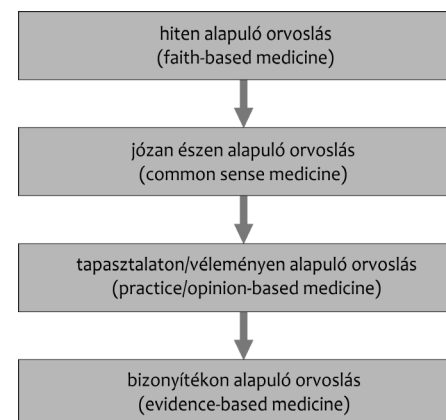 hiten alapuló orvoslás
(faith-based medicine)
józan észen alapuló orvoslás
(common sense medicine)
tapasztalaton/véleményen alapuló orvoslás
(practice/opinion-based medicine)
bizonyítékon alapuló orvoslás
(evidence-based medicine)